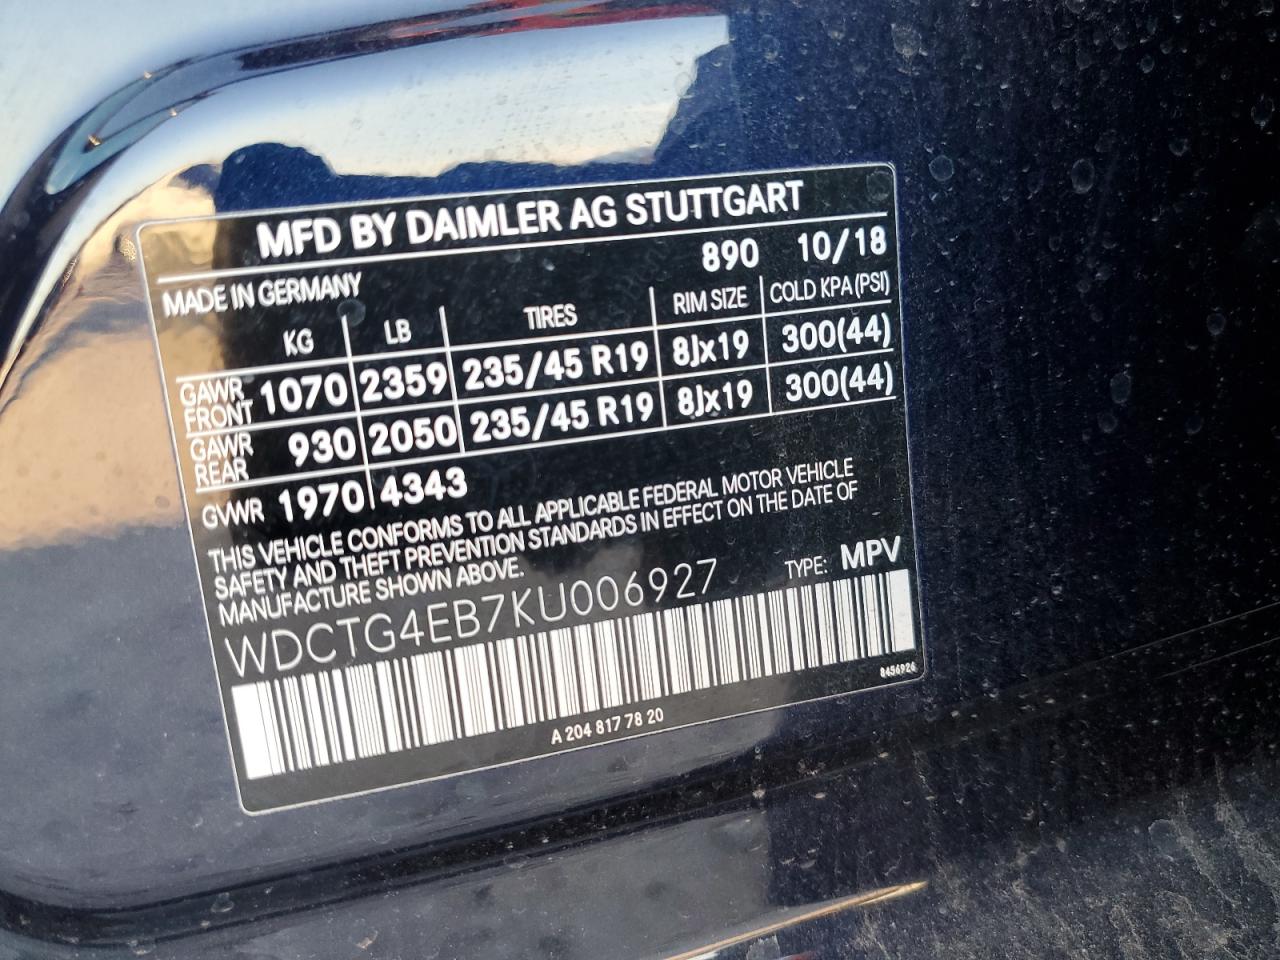 MFD BY DAIMLER AG STUTTGART
MADE IN GERMANY 890 10/18
KG LB TIRES RIM SIZE COLD KPA (PSI)
GAWR FRONT 1070 2359 235/45 R19 8Jx19 300(44)
GAWR REAR 930 2050 235/45 R19 8Jx19 300(44)
GVWR 1970 4343
THIS VEHICLE CONFORMS TO ALL APPLICABLE FEDERAL MOTOR VEHICLE
SAFETY AND THEFT PREVENTION STANDARDS IN EFFECT ON THE DATE OF
MANUFACTURE SHOWN ABOVE.
WDCTG4EB7KU006927 TYPE: MPV
A 204 817 78 20 8456926